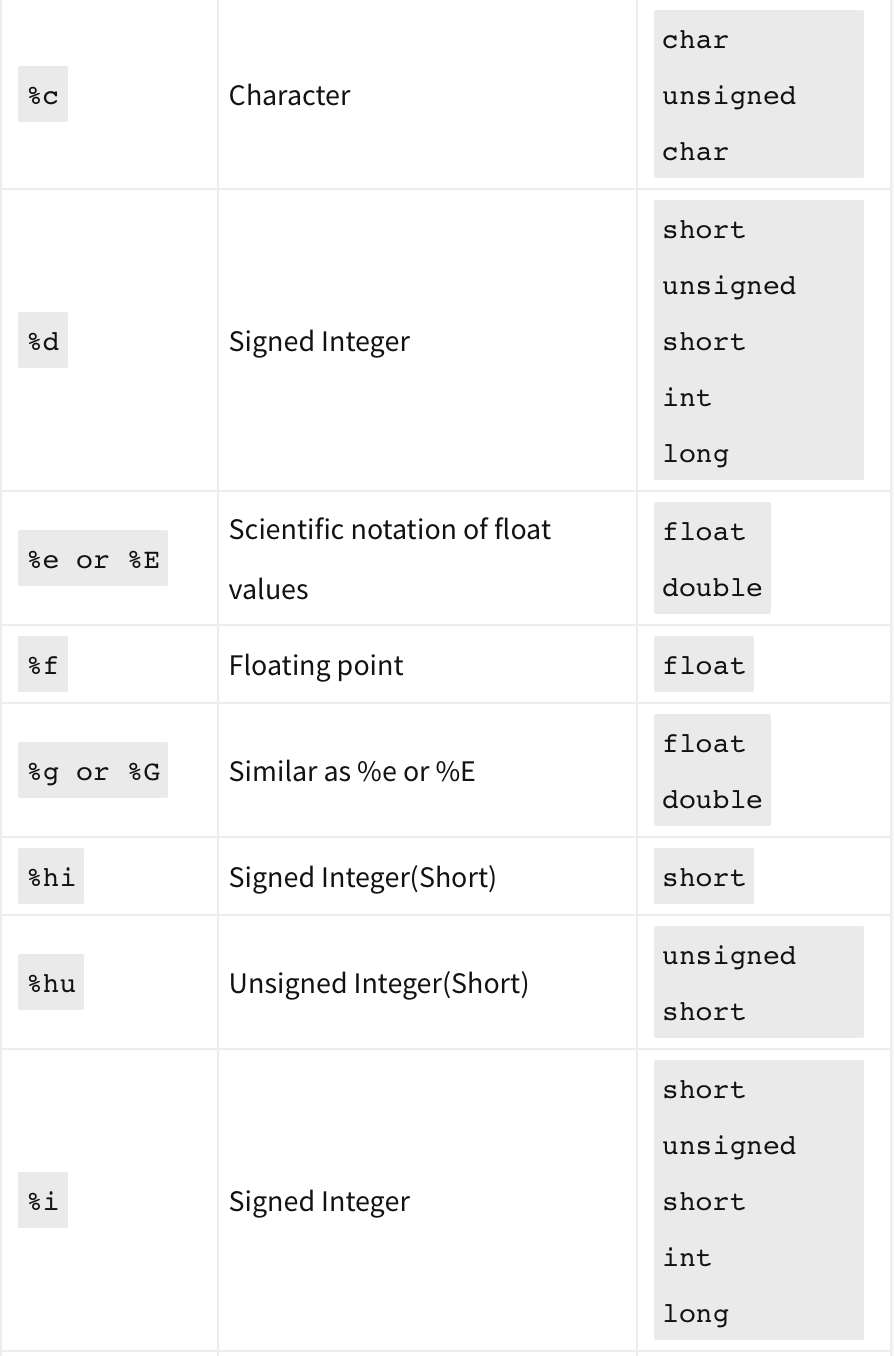 %c
Character
char
unsigned
char
%d
Signed Integer
short
unsigned
short
int
long
%e or %E
Scientific notation of float
values
float
double
%f
Floating point
float
%g or %G
Similar as %e or %E
float
double
%hi
Signed Integer(Short)
short
%hu
Unsigned Integer(Short)
unsigned
short
%i
Signed Integer
short
unsigned
short
int
long